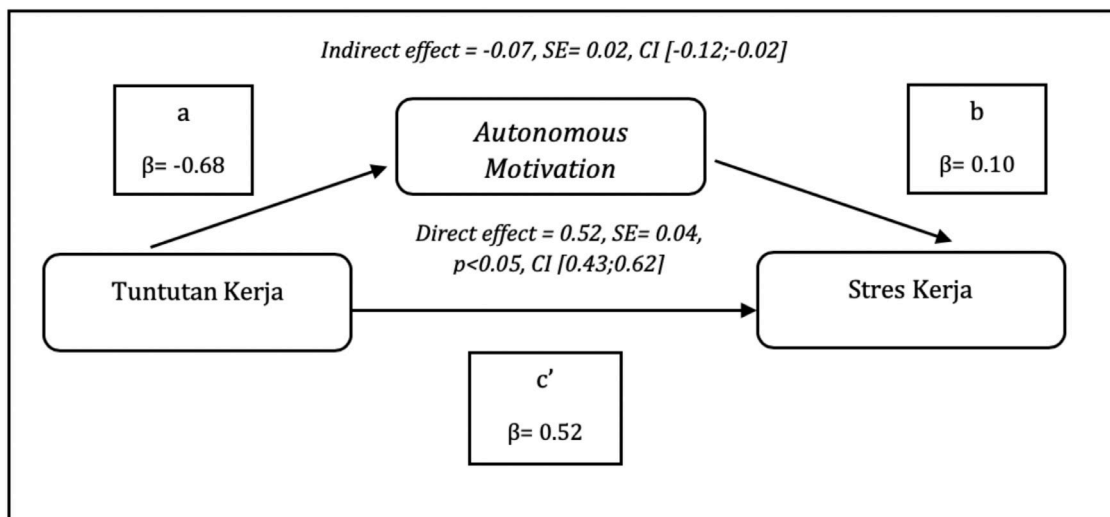 Indirect effect = -0.07, SE= 0.02, CI [-0.12;-0.02]
a
β= -0.68
Autonomous
Motivation
b
β= 0.10
Direct effect = 0.52, SE= 0.04,
p<0.05, CI [0.43;0.62]
Tuntutan Kerja
Stres Kerja
c’
β= 0.52